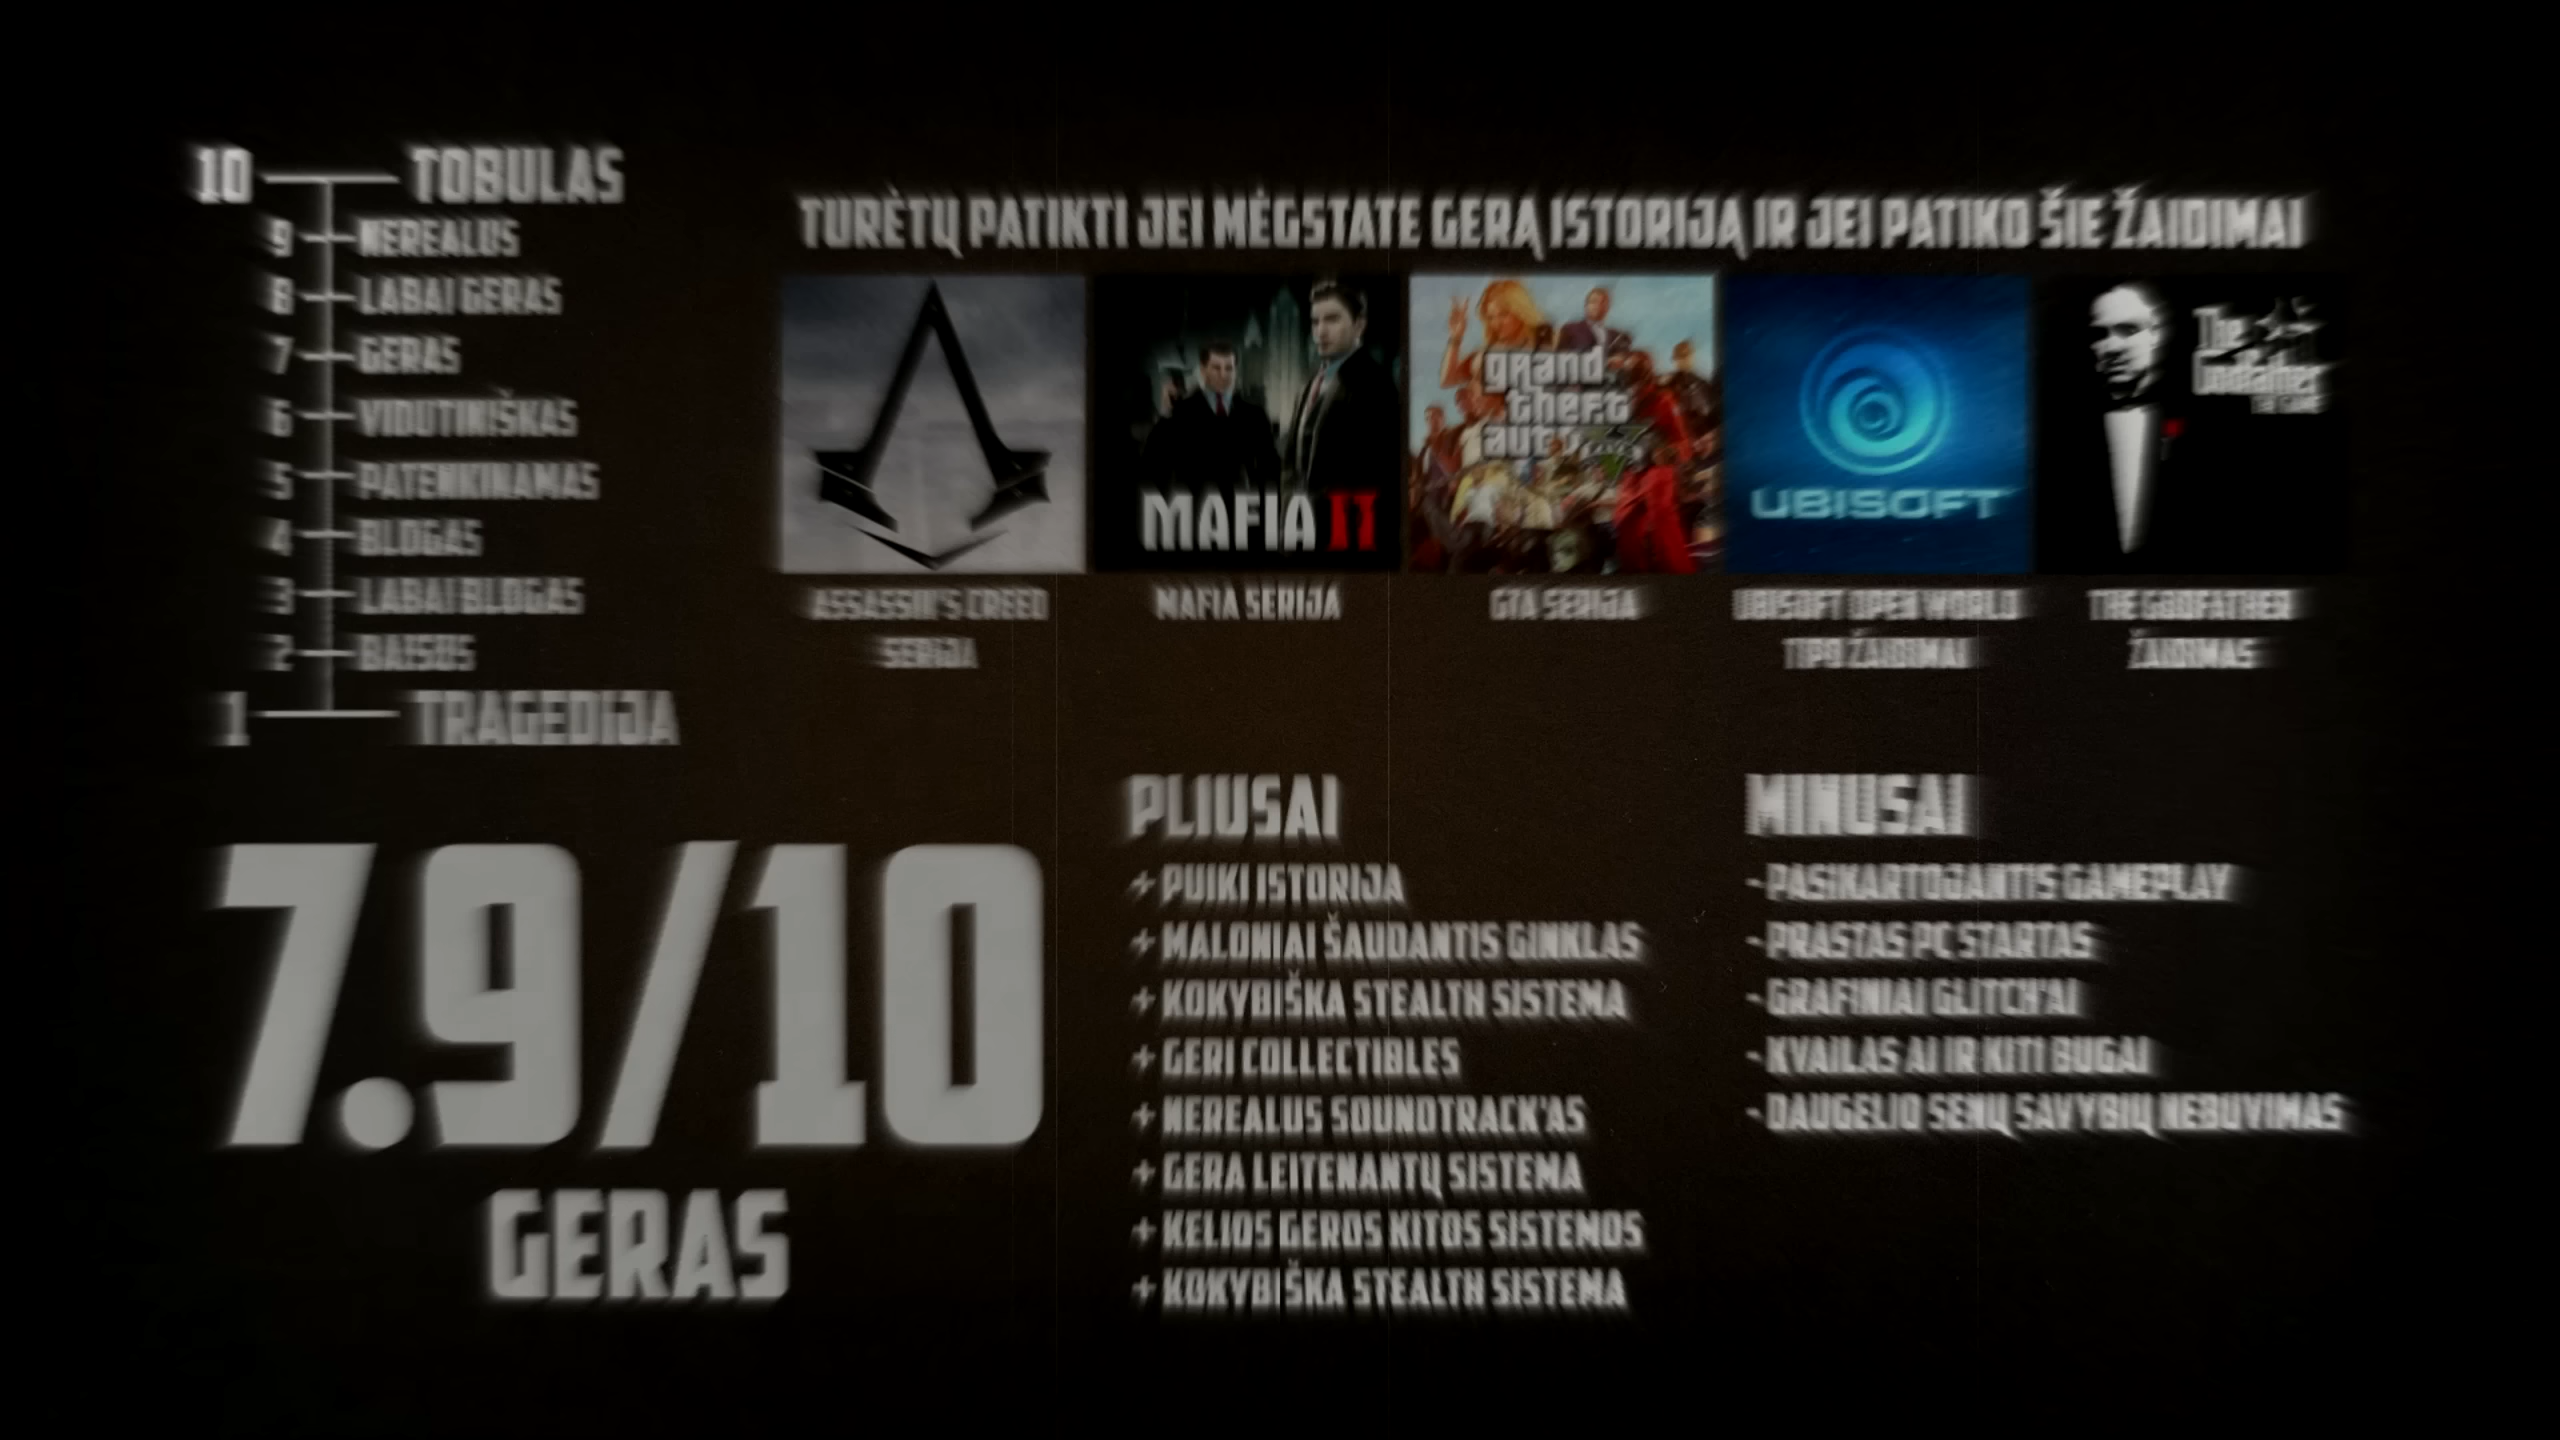 10 TOBULAS
9 NEREALUS
8 LABAI GERAS
7 GERAS
6 VIDUTINIŠKAS
5 PATENKINAMAS
4 BLOGAS
3 LABAI BLOGAS
2 BAISUS
1 TRAGEDIJA
7.9/10
GERAS
TURĖTŲ PATIKTI JEI MĖGSTATE GERĄ ISTORIJĄ IR JEI PATIKO ŠIE ŽAIDIMAI
MAFIA II
grand
theft
auto
V
UBISOFT
The
Godfather
ASSASSIN'S CREED
SERIJA
MAFIA SERIJA
GTA SERIJA
UBISOFT OPEN WORLD
TIPO ŽAIDIMAI
THE GODFATHER
ŽAIDIMAS
PLIUSAI
+ PUIKI ISTORIJA
+ MALONIAI ŠAUDANTIS GINKLAS
+ KOKYBIŠKA STEALTH SISTEMA
+ GERI COLLECTIBLES
+ NEREALUS SOUNDTRACK'AS
+ GERA LEITENANTŲ SISTEMA
+ KELIOS GEROS KITOS SISTEMOS
+ KOKYBIŠKA STEALTH SISTEMA
MINUSAI
- PASIKARTOJANTIS GAMEPLAY
- PRASTAS PC STARTAS
- GRAFINIAI GLITCH'AI
- KVAILAS AI IR KITI BUGAI
- DAUGELIO SENŲ SAVYBIŲ NEBUVIMAS